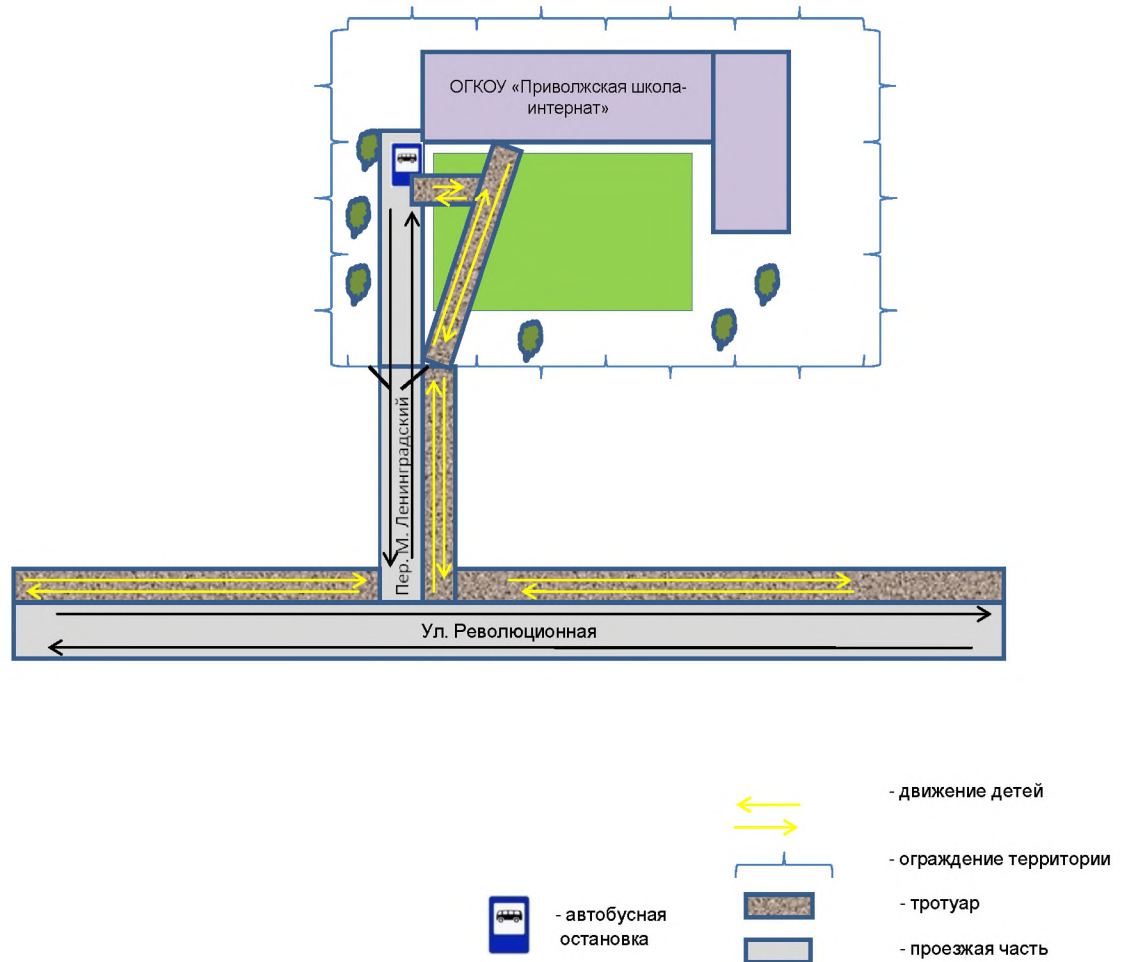 ОГКОУ «Приволжская школа-
интернат»
Пер. М. Ленинградский
Ул. Революционная
- движение детей
- ограждение территории
- автобусная
остановка
- тротуар
- проезжая часть